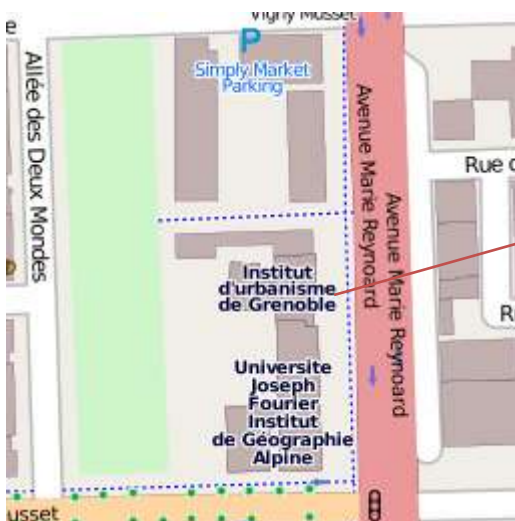 Vigny Musset
P
Simply Market
Parking
Allée des Deux Mondes
Avenue Marie Reynoard
Avenue Marie Reynoard
Rue
Institut
d'urbanisme
de Grenoble
Universite
Joseph
Fourier
Institut
de Géographie
Alpine